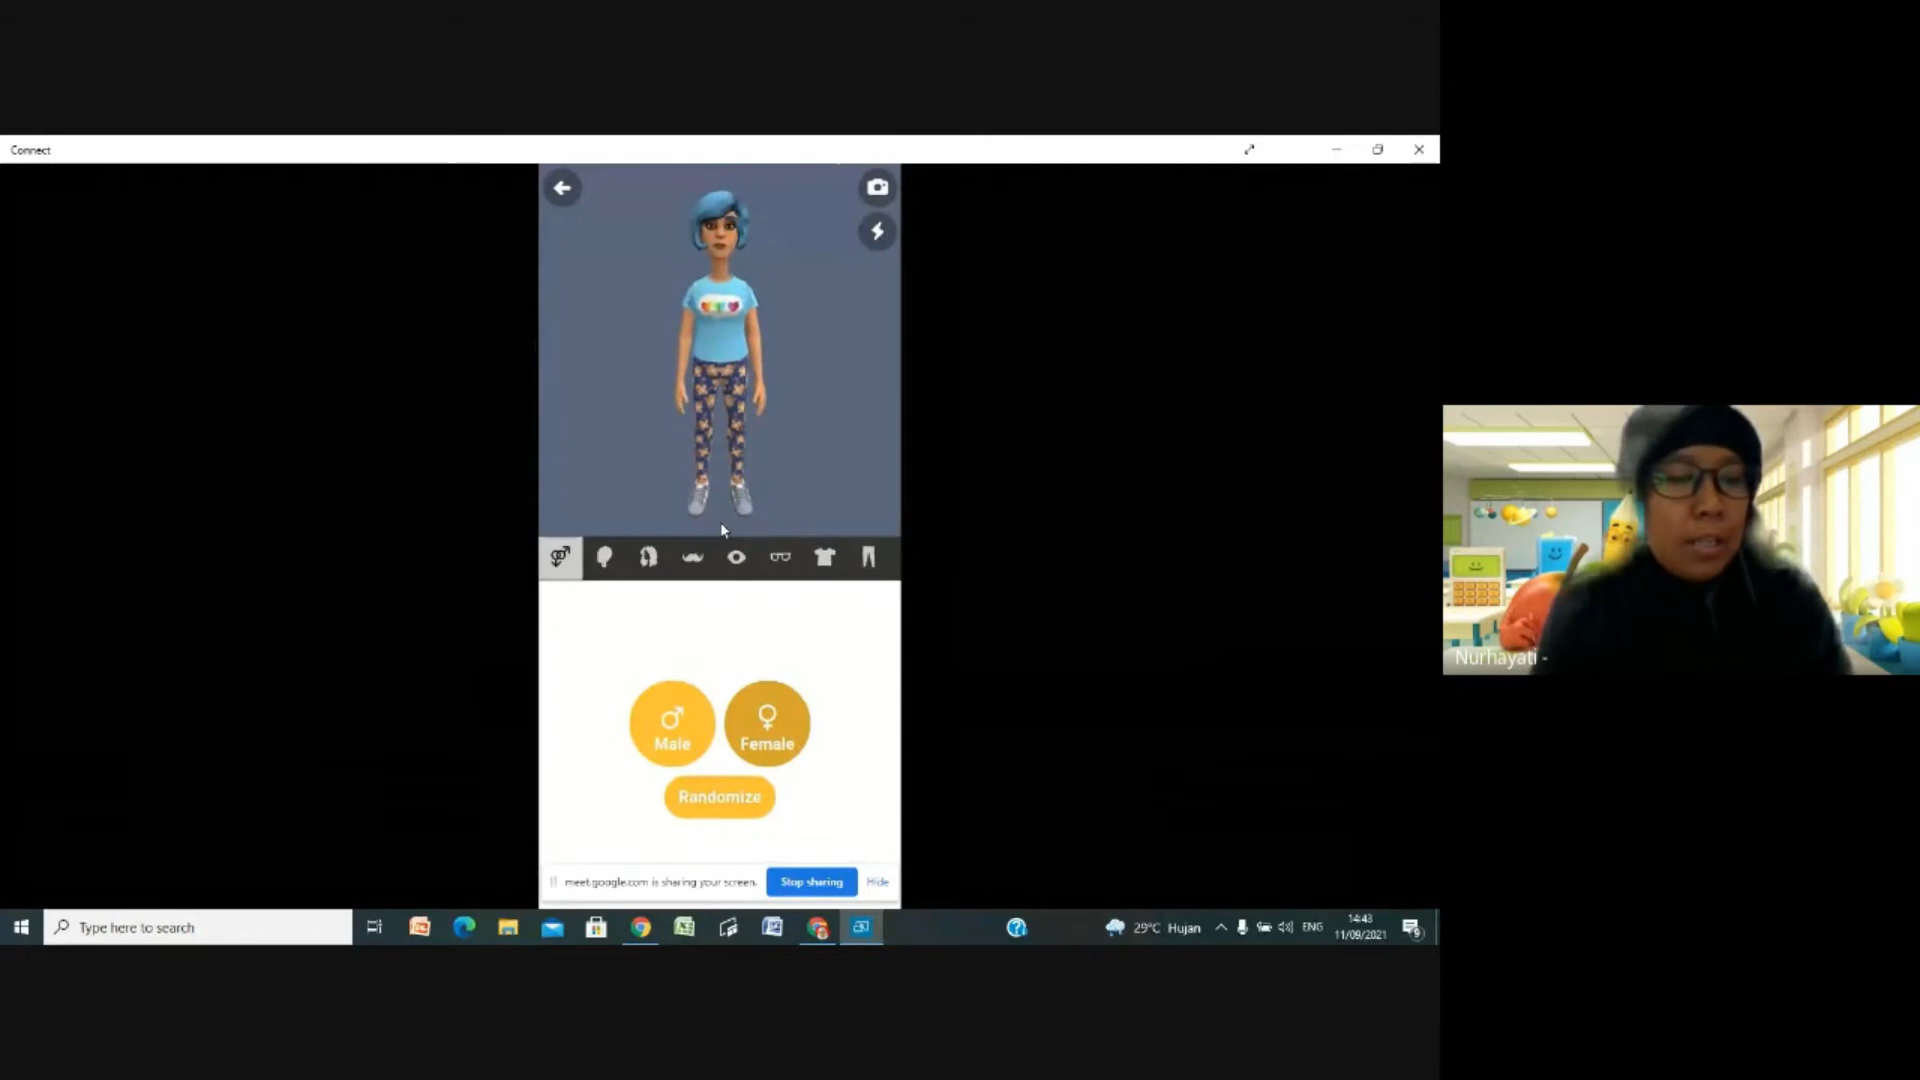 Connect
Male
Female
Randomize
meet.google.com is sharing your screen.
Stop sharing
Hide
Nurhayati -
Type here to search
29°C Hujan
ENG
14:43
11/09/2021